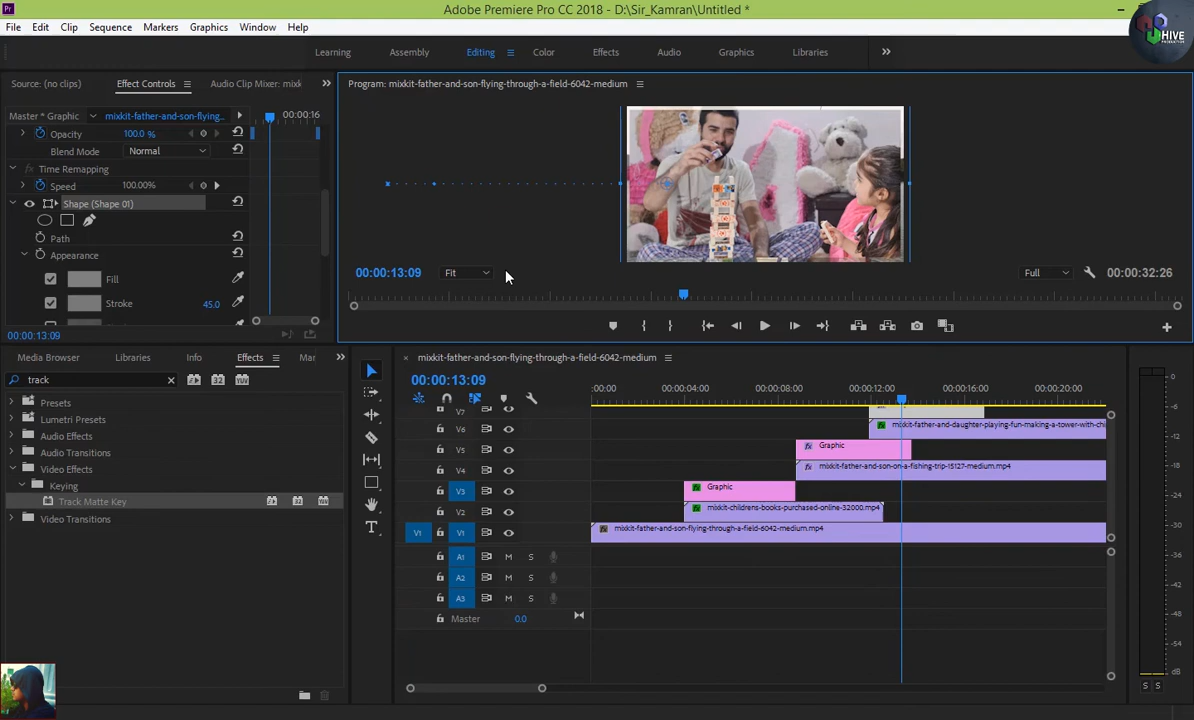 Pr
Adobe Premiere Pro CC 2018 - D:\Sir_Kamran\Untitled *
HIVE
File Edit Clip Sequence Markers Graphics Window Help
Learning Assembly Editing Color Effects Audio Graphics Libraries
Source: (no clips) Effect Controls Audio Clip Mixer: mixk
Program: mixkit-father-and-son-flying-through-a-field-6042-medium
Master * Graphic mixkit-father-and-son-flying... 00:00:16
Opacity 100.0 %
Blend Mode Normal
Time Remapping
Speed 100.00%
Shape (Shape 01)
Path
Appearance
Fill
Stroke 45.0
00:00:13:09
00:00:13:09 Fit Full 00:00:32:26
Media Browser Libraries Info Effects Mar
track
Presets
Lumetri Presets
Audio Effects
Audio Transitions
Video Effects
Keying
Track Matte Key
Video Transitions
mixkit-father-and-son-flying-through-a-field-6042-medium
00:00:13:09
:00:00 00:00:04:00 00:00:08:00 00:00:12:00 00:00:16:00 00:00:20:00
V7
V6 mixkit-father-and-daughter-playing-fun-making-a-tower-with-chi
V5 Graphic
V4 mixkit-father-and-son-on-a-fishing-trip-15127-medium.mp4
V3 Graphic
V2 mixkit-childrens-books-purchased-online-32000.mp4
V1 V1 mixkit-father-and-son-flying-through-a-field-6042-medium.mp4
A1 M S
A2 M S
A3 M S
Master 0.0
0
-6
-12
-18
-24
-30
-36
-42
-48
-54
dB
S S